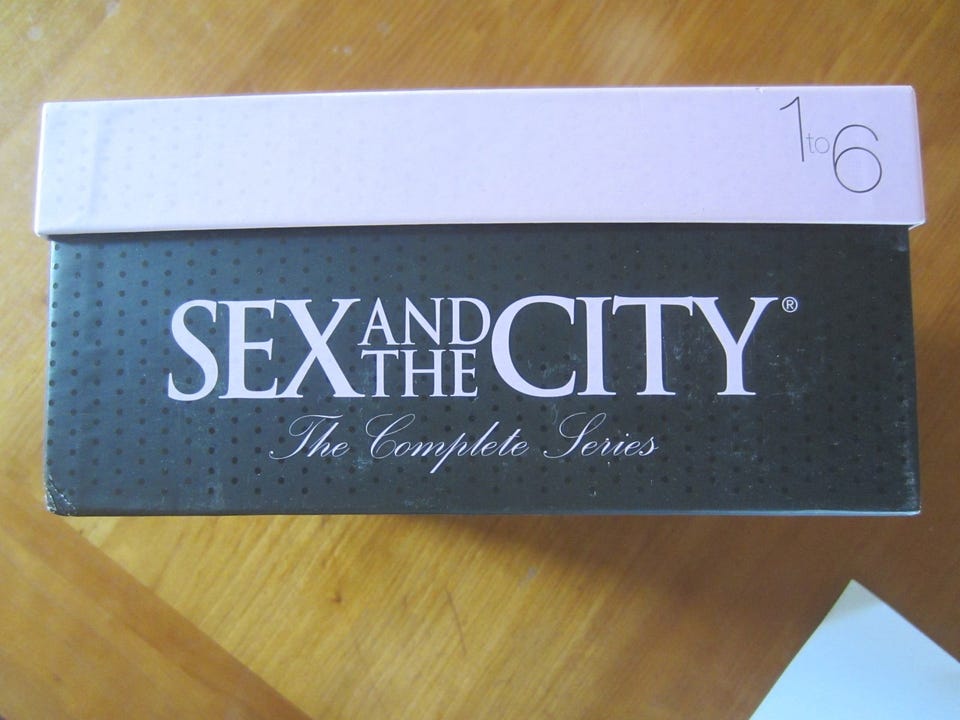 1 to 6
SEX AND THE CITY®
The Complete Series